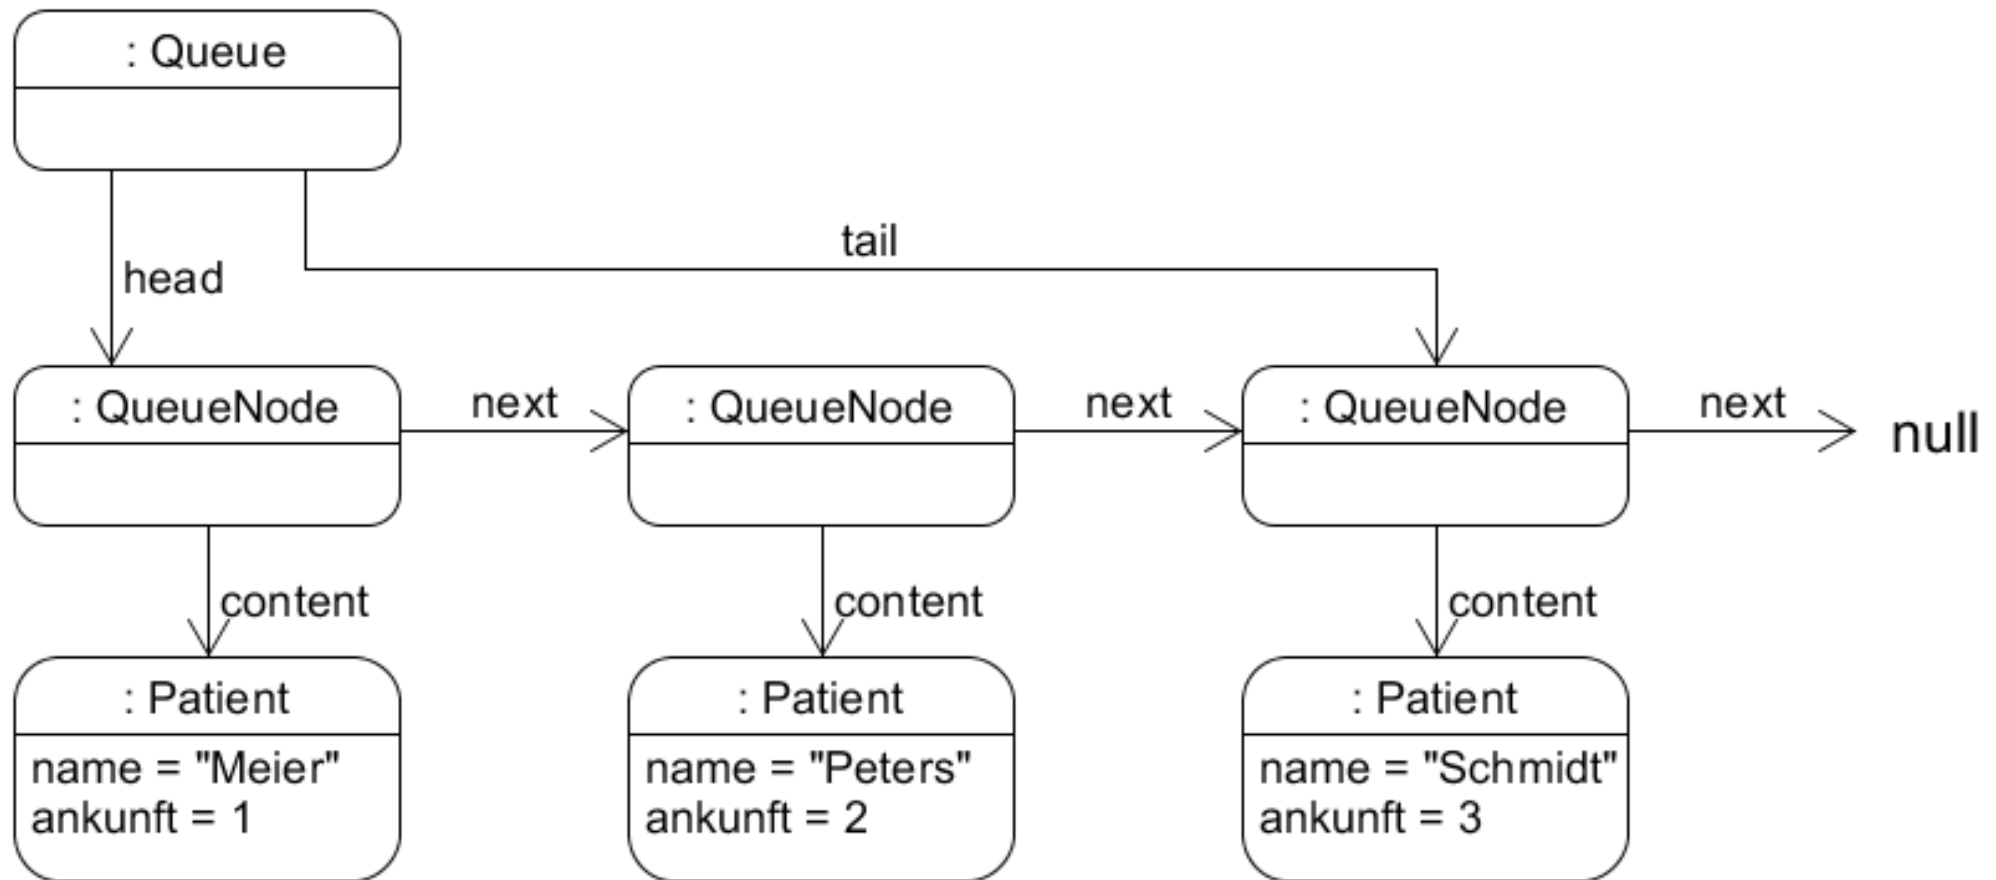 : Queue
tail
head
: QueueNode
next
: QueueNode
next
: QueueNode
next
null
content
content
content
: Patient
name = "Meier"
ankunft = 1
: Patient
name = "Peters"
ankunft = 2
: Patient
name = "Schmidt"
ankunft = 3